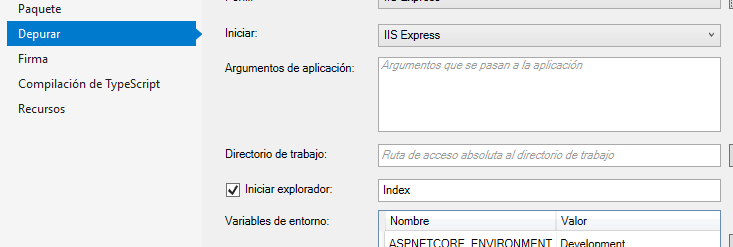 Paquete
IIS Express
Depurar
Iniciar:
IIS Express
Firma
Argumentos de aplicación:
Argumentos que se pasan a la aplicación
Compilación de TypeScript
Recursos
Directorio de trabajo:
Ruta de acceso absoluta al directorio de trabajo
Iniciar explorador:
Index
Variables de entorno:
Nombre
Valor
ASPNETCORE_ENVIRONMENT
Development